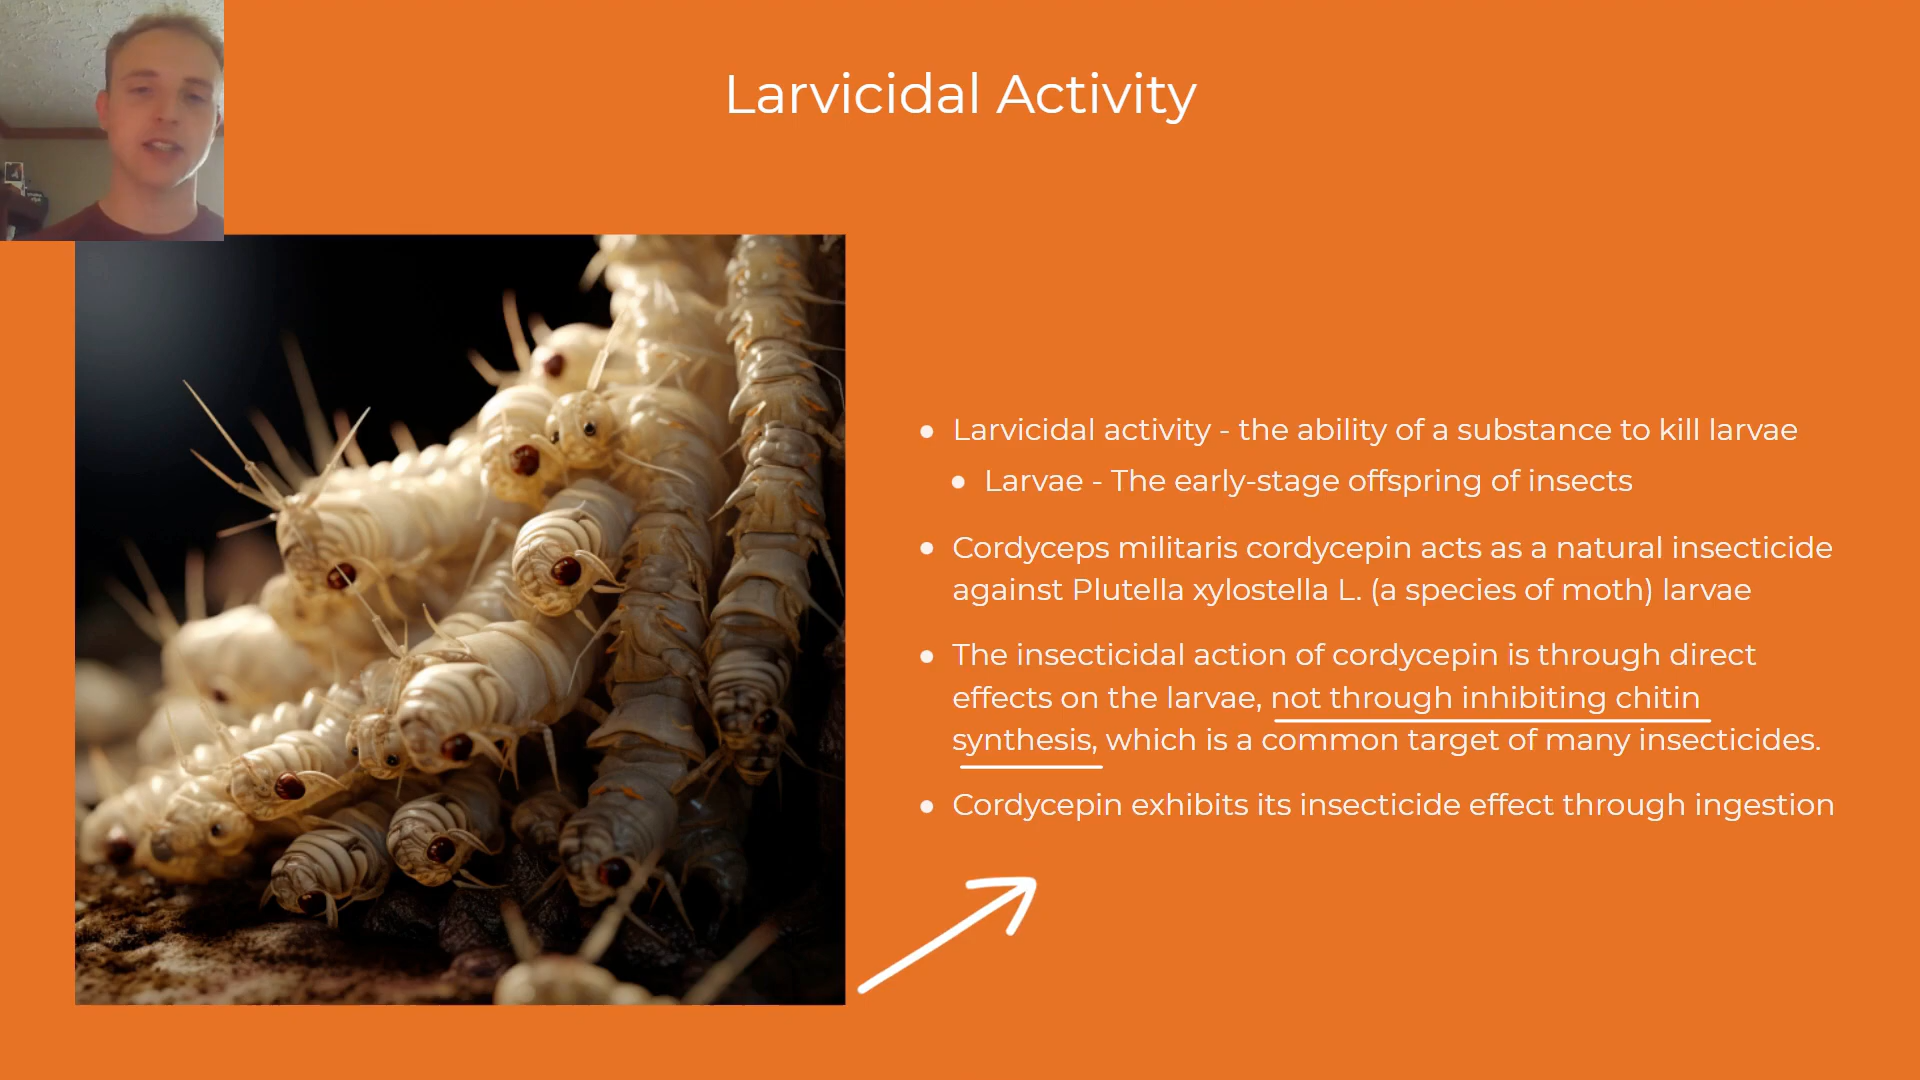 Larvicidal Activity
• Larvicidal activity - the ability of a substance to kill larvae
• Larvae - The early-stage offspring of insects
• Cordyceps militaris cordycepin acts as a natural insecticide
against Plutella xylostella L. (a species of moth) larvae
• The insecticidal action of cordycepin is through direct
effects on the larvae, not through inhibiting chitin
synthesis, which is a common target of many insecticides.
• Cordycepin exhibits its insecticide effect through ingestion